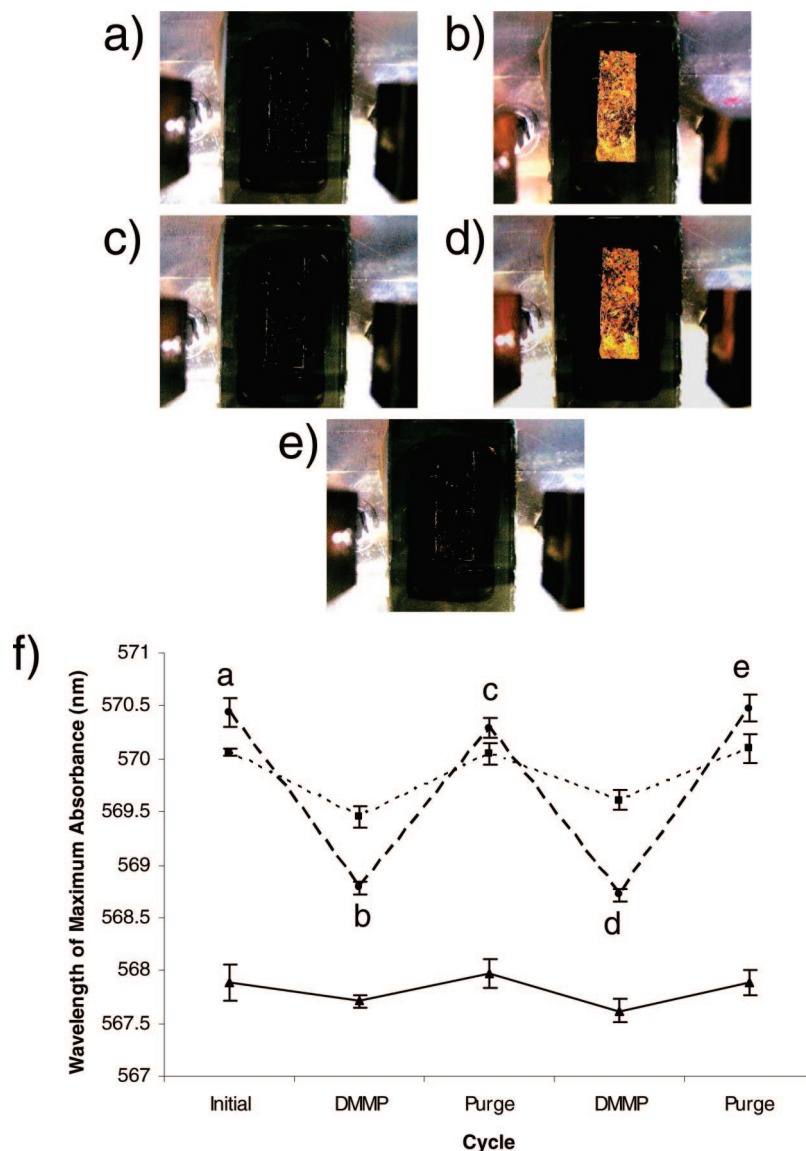 a)
b)
c)
d)
e)
f)
Wavelength of Maximum Absorbance (nm)
571
570.5
570
569.5
569
568.5
568
567.5
567
a
b
c
d
e
Initial DMMP Purge DMMP Purge
Cycle